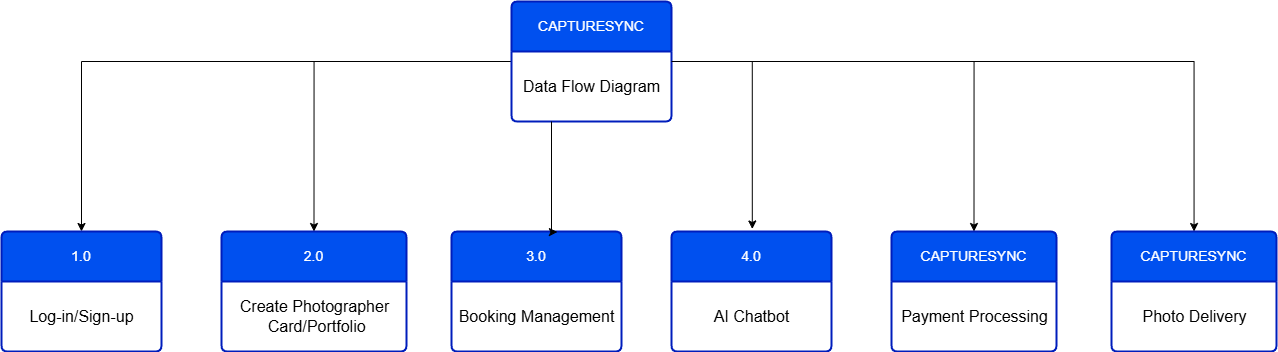 CAPTURESYNC
Data Flow Diagram
1.0
Log-in/Sign-up
2.0
Create Photographer
Card/Portfolio
3.0
Booking Management
4.0
AI Chatbot
CAPTURESYNC
Payment Processing
CAPTURESYNC
Photo Delivery